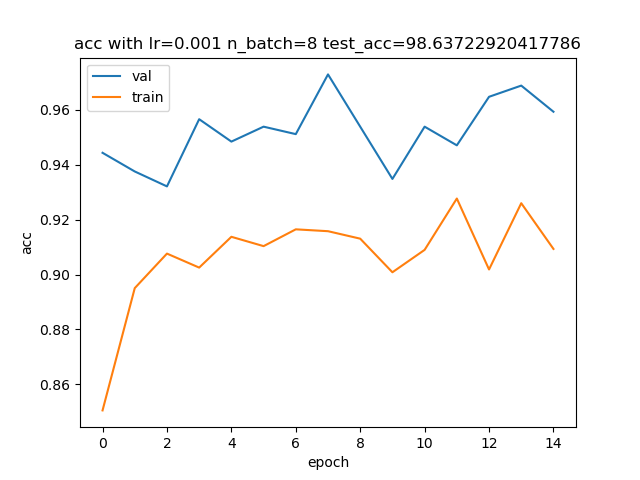 acc with lr=0.001 n_batch=8 test_acc=98.63722920417786
val
train
0.96
0.94
0.92
0.90
0.88
0.86
acc
0 2 4 6 8 10 12 14
epoch